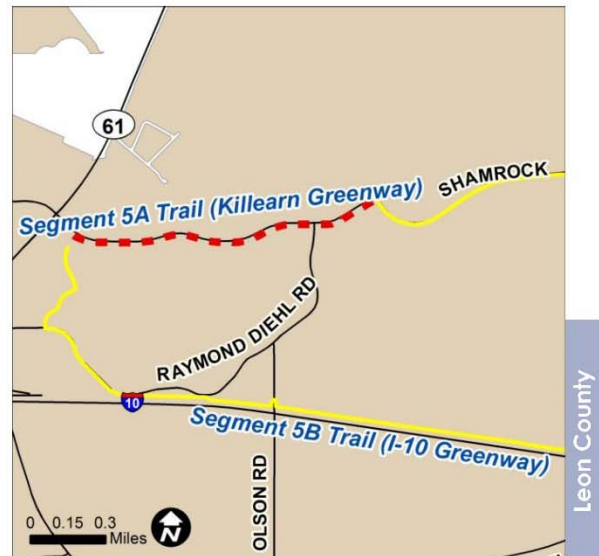 61
SHAMROCK
Segment 5A Trail (Killearn Greenway)
RAYMOND DIEHL RD
10
Segment 5B Trail (I-10 Greenway)
OLSON RD
0 0.15 0.3
Miles
N
Leon County